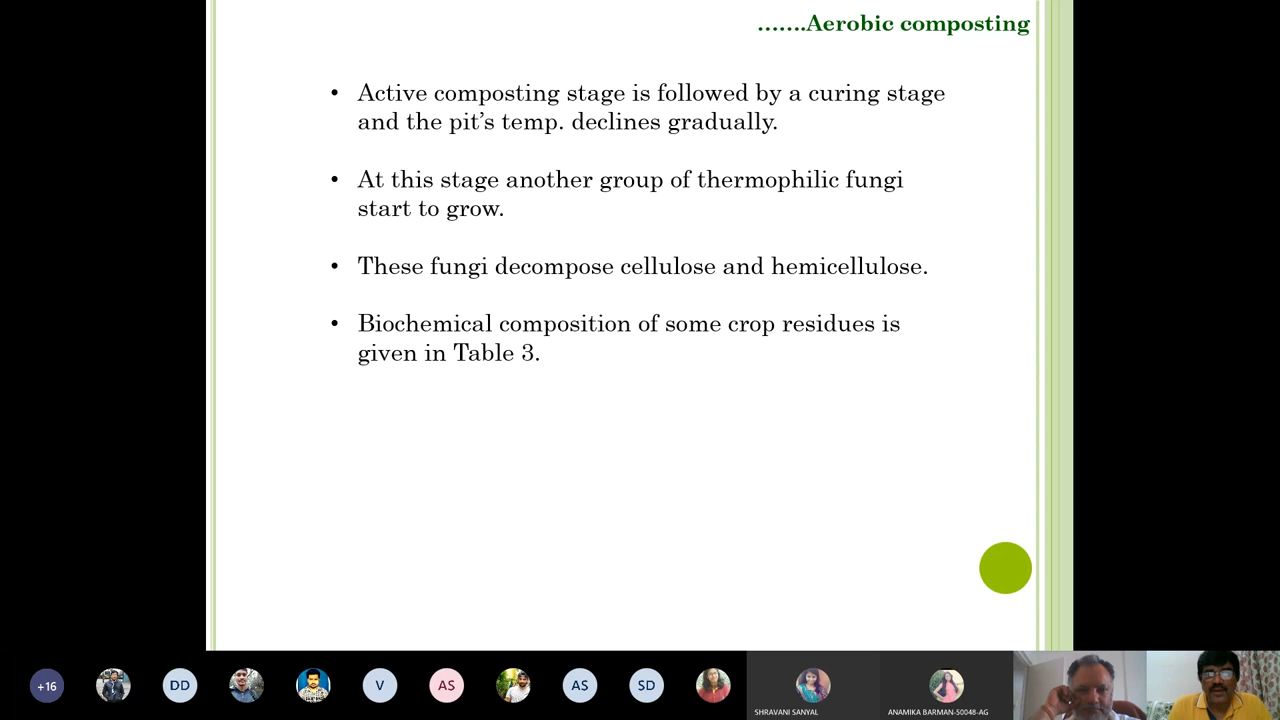 .......Aerobic composting
• Active composting stage is followed by a curing stage
and the pit's temp. declines gradually.
• At this stage another group of thermophilic fungi
start to grow.
• These fungi decompose cellulose and hemicellulose.
• Biochemical composition of some crop residues is
given in Table 3.
+16
DD
V
AS
AS
SD
SHRAVANI SANYAL
ANAMIKA BARMAN-50048-AG